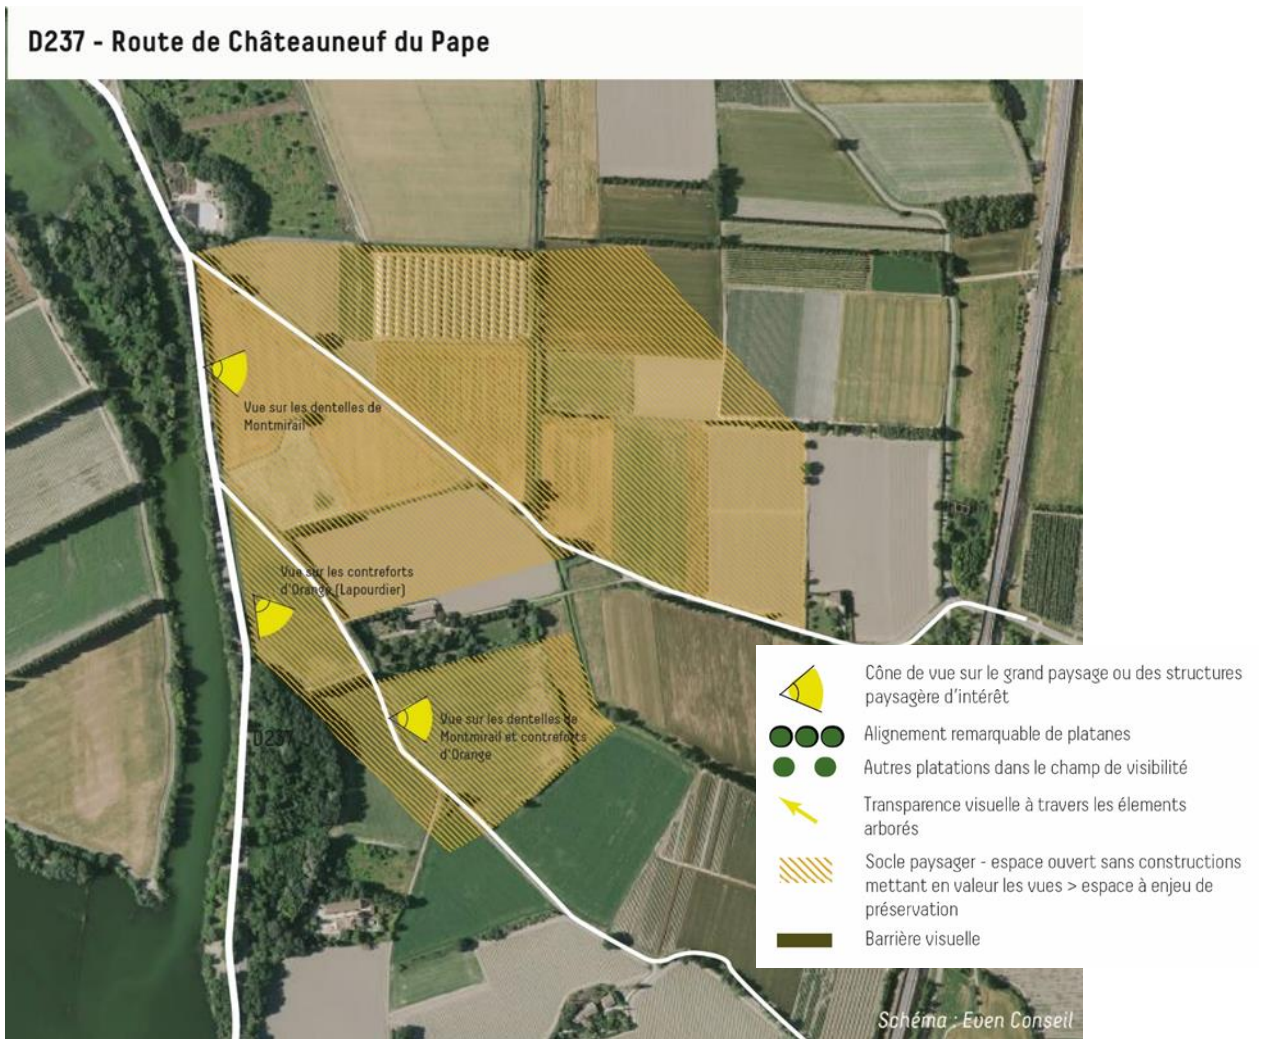 D237 - Route de Châteauneuf du Pape
Vue sur les dentelles de
Montmirail
Vue sur les contreforts
d'Orange (Lapourdier)
Vue sur les dentelles de
Montmirail et contreforts
d'Orange
D237
Cône de vue sur le grand paysage ou des structures
paysagère d'intérêt
Alignement remarquable de platanes
Autres platations dans le champ de visibilité
Transparence visuelle à travers les élements
arborés
Socle paysager - espace ouvert sans constructions
mettant en valeur les vues > espace à enjeu de
préservation
Barrière visuelle
Schéma : Even Conseil